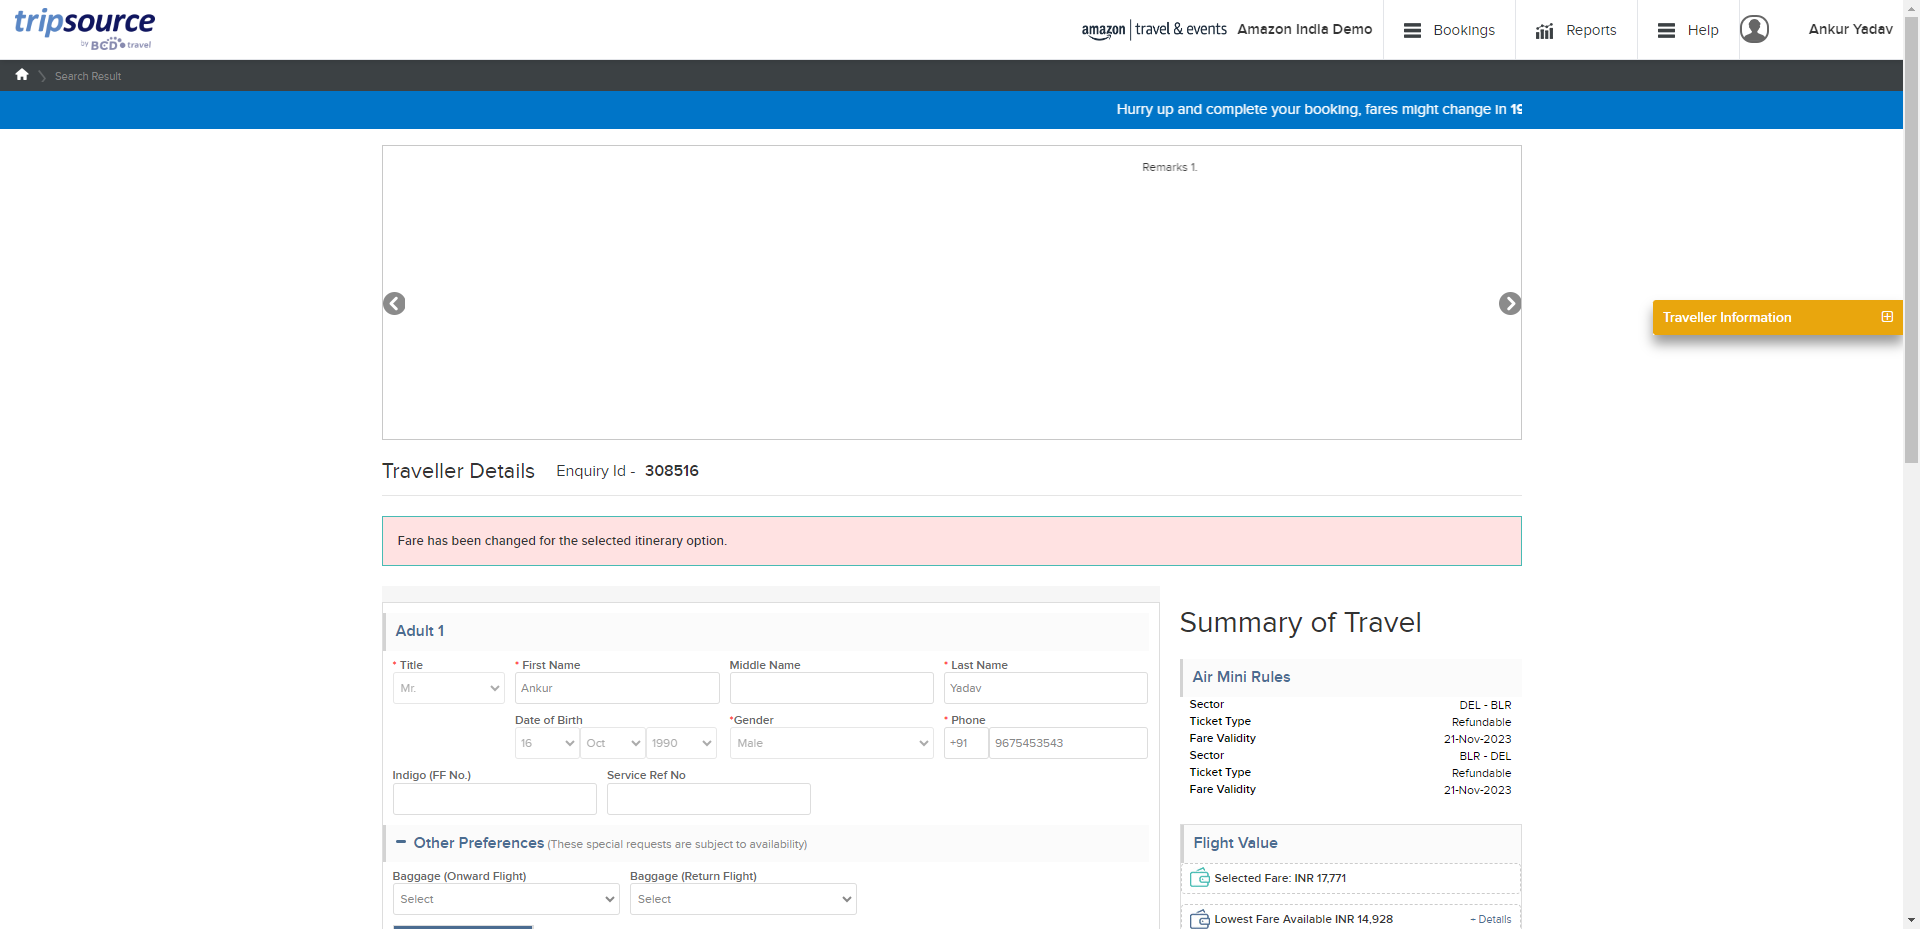 tripsource
by BCD travel
amazon travel & events Amazon India Demo
Bookings
Reports
Help
Ankur Yadav
Search Result
Hurry up and complete your booking, fares might change in 19
Remarks 1.
Traveller Information
Traveller Details Enquiry Id - 308516
Fare has been changed for the selected itinerary option.
Adult 1
* Title * First Name Middle Name * Last Name
Mr. Ankur Yadav
Date of Birth *Gender * Phone
16 Oct 1990 Male +91 9675453543
Indigo (FF No.) Service Ref No
Other Preferences (These special requests are subject to availability)
Baggage (Onward Flight) Baggage (Return Flight)
Select Select
Summary of Travel
Air Mini Rules
Sector DEL - BLR
Ticket Type Refundable
Fare Validity 21-Nov-2023
Sector BLR - DEL
Ticket Type Refundable
Fare Validity 21-Nov-2023
Flight Value
Selected Fare: INR 17,771
Lowest Fare Available INR 14,928 + Details